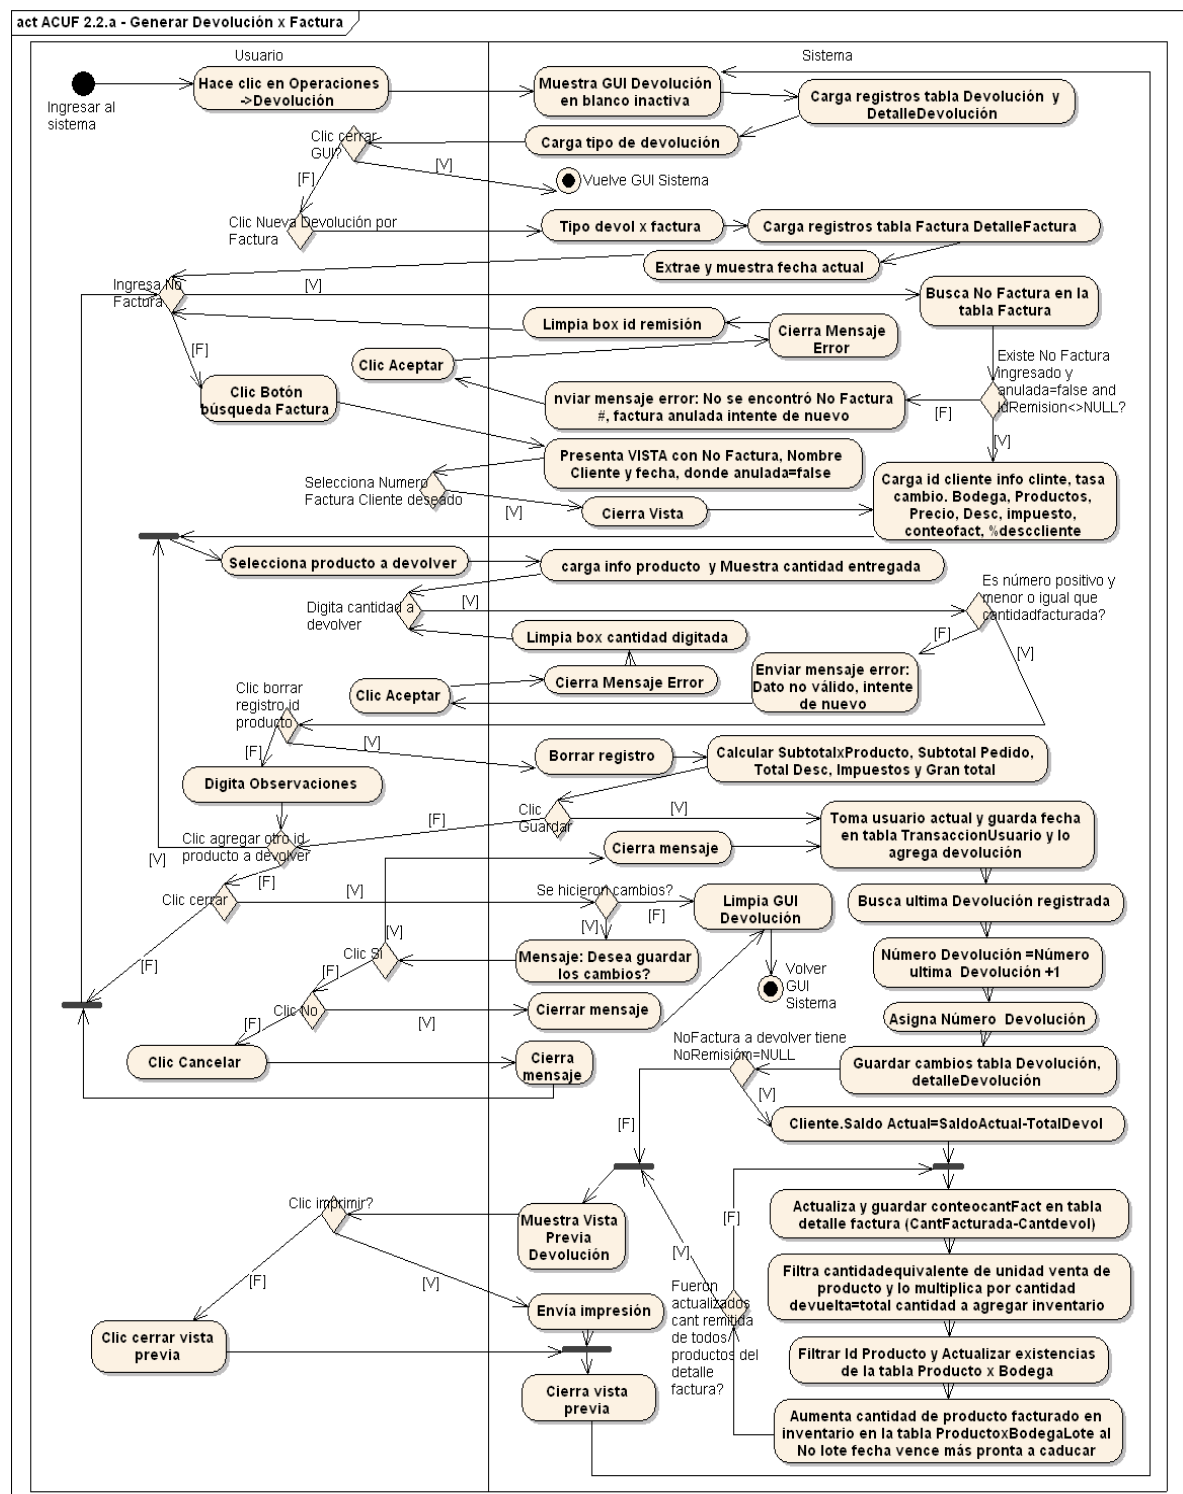 act ACUF 2.2.a - Generar Devolución x Factura
Usuario
Sistema
Ingresar al
sistema
Hace clic en Operaciones
->Devolución
Muestra GUI Devolución
en blanco inactiva
Carga registros tabla Devolución y
DetalleDevolución
Carga tipo de devolución
Clic cerrar
GUI?
[V]
[F]
Vuelve GUI Sistema
Clic Nueva Devolución por
Factura
Tipo devol x factura
Carga registros tabla Factura DetalleFactura
Extrae y muestra fecha actual
Ingresa No
Factura
[V]
Busca No Factura en la
tabla Factura
Limpia box id remisión
Cierra Mensaje
Error
[F]
Clic Aceptar
Existe No Factura
Ingresado y
anulada=false and
IdRemision<>NULL?
Clic Botón
búsqueda Factura
nviar mensaje error: No se encontró No Factura
#, factura anulada intente de nuevo
[F]
[V]
Presenta VISTA con No Factura, Nombre
Cliente y fecha, donde anulada=false
Selecciona Numero
Factura Cliente deseado
[V]
Cierra Vista
Carga id cliente info clinte, tasa
cambio. Bodega, Productos,
Precio, Desc, impuesto,
conteofact, %desccliente
Selecciona producto a devolver
carga info producto y Muestra cantidad entregada
Digita cantidad a
devolver
[V]
Es número positivo y
menor o igual que
cantidadfacturada?
[F]
[V]
Limpia box cantidad digitada
Enviar mensaje error:
Dato no válido, intente
de nuevo
Cierra Mensaje Error
Clic Aceptar
Clic borrar
registro id
producto
[F]
[V]
Borrar registro
Calcular SubtotalxProducto, Subtotal Pedido,
Total Desc, Impuestos y Gran total
Digita Observaciones
Clic
Guardar
[V]
[F]
Toma usuario actual y guarda fecha
en tabla TransaccionUsuario y lo
agrega devolución
Clic agregar otro id
producto a devolver
[V]
[F]
Cierra mensaje
Clic cerrar
[V]
Se hicieron cambios?
[F]
[V]
Limpia GUI
Devolución
Busca ultima Devolución registrada
[F]
[V]
Clic Si
[F]
Mensaje: Desea guardar
los cambios?
Volver
GUI
Sistema
Número Devolución =Número
ultima Devolución +1
Clic No
[F]
[V]
Cierrar mensaje
Asigna Número Devolución
Clic Cancelar
Cierra
mensaje
NoFactura a devolver tiene
NoRemisióm=NULL
Guardar cambios tabla Devolución,
detalleDevolución
[V]
[F]
Cliente.Saldo Actual=SaldoActual-TotalDevol
Clic imprimir?
Muestra Vista
Previa
Devolución
[F]
Actualiza y guardar conteocantFact en tabla
detalle factura (CantFacturada-Cantdevol)
[V]
[F]
[V]
Fueron
actualizados
cant remitida
de todos
productos del
detalle
factura?
Filtra cantidadequivalente de unidad venta de
producto y lo multiplica por cantidad
devuelta=total cantidad a agregar inventario
Envía impresión
Clic cerrar vista
previa
Filtrar Id Producto y Actualizar existencias
de la tabla Producto x Bodega
Cierra vista
previa
Aumenta cantidad de producto facturado en
inventario en la tabla ProductoxBodegaLote al
No lote fecha vence más pronta a caducar